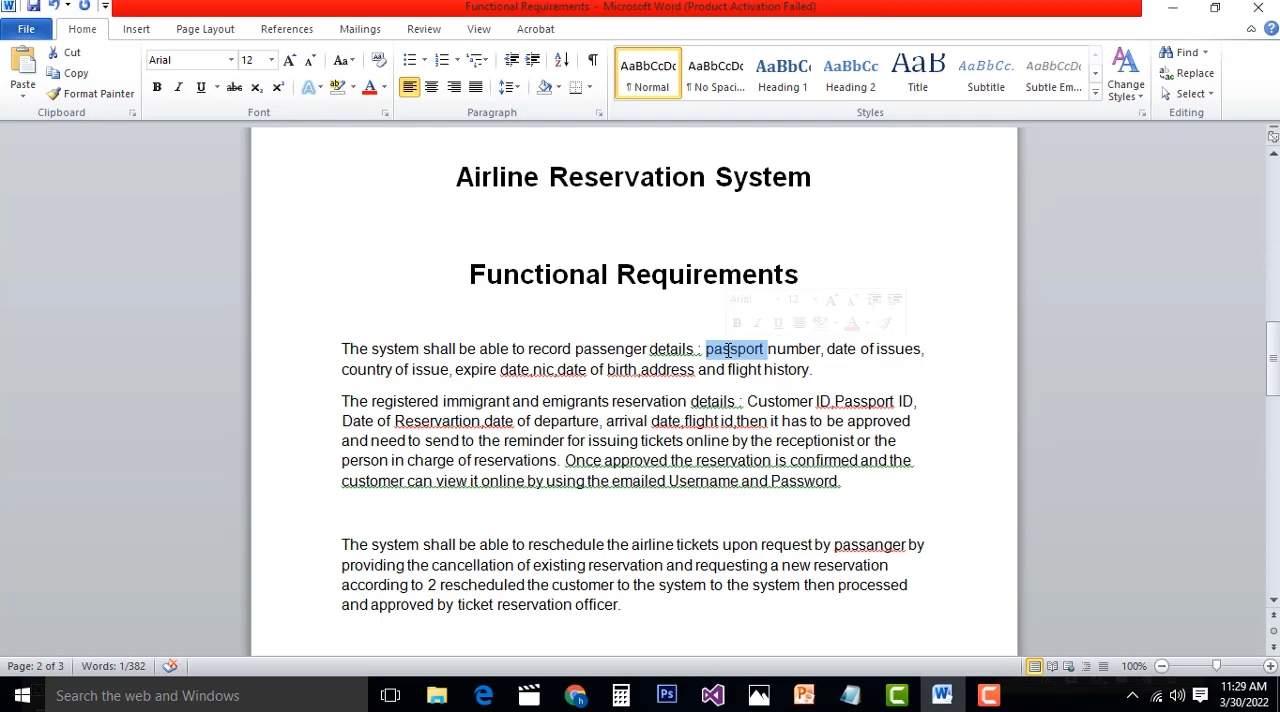 Functional Requirements - Microsoft Word (Product Activation Failed)
File Home Insert Page Layout References Mailings Review View Acrobat
Paste
Cut
Copy
Format Painter
Clipboard
Arial 12
Font
Paragraph
AaBbCcDc AaBbCcDc AaBbC AaBbCc AaB AaBbCc. AaBbCcDc
¶ Normal ¶ No Spaci... Heading 1 Heading 2 Title Subtitle Subtle Em...
Change
Styles
Styles
Find
Replace
Select
Editing
Airline Reservation System
Functional Requirements
Arial 12
The system shall be able to record passenger details : passport number, date of issues,
country of issue, expire date,nic,date of birth,address and flight history.
The registered immigrant and emigrants reservation details : Customer ID,Passport ID,
Date of Reservartion,date of departure, arrival date,flight id,then it has to be approved
and need to send to the reminder for issuing tickets online by the receptionist or the
person in charge of reservations. Once approved the reservation is confirmed and the
customer can view it online by using the emailed Username and Password.
The system shall be able to reschedule the airline tickets upon request by passanger by
providing the cancellation of existing reservation and requesting a new reservation
according to 2 rescheduled the customer to the system to the system then processed
and approved by ticket reservation officer.
Page: 2 of 3 Words: 1/382 100%
Search the web and Windows
11:29 AM
3/30/2022